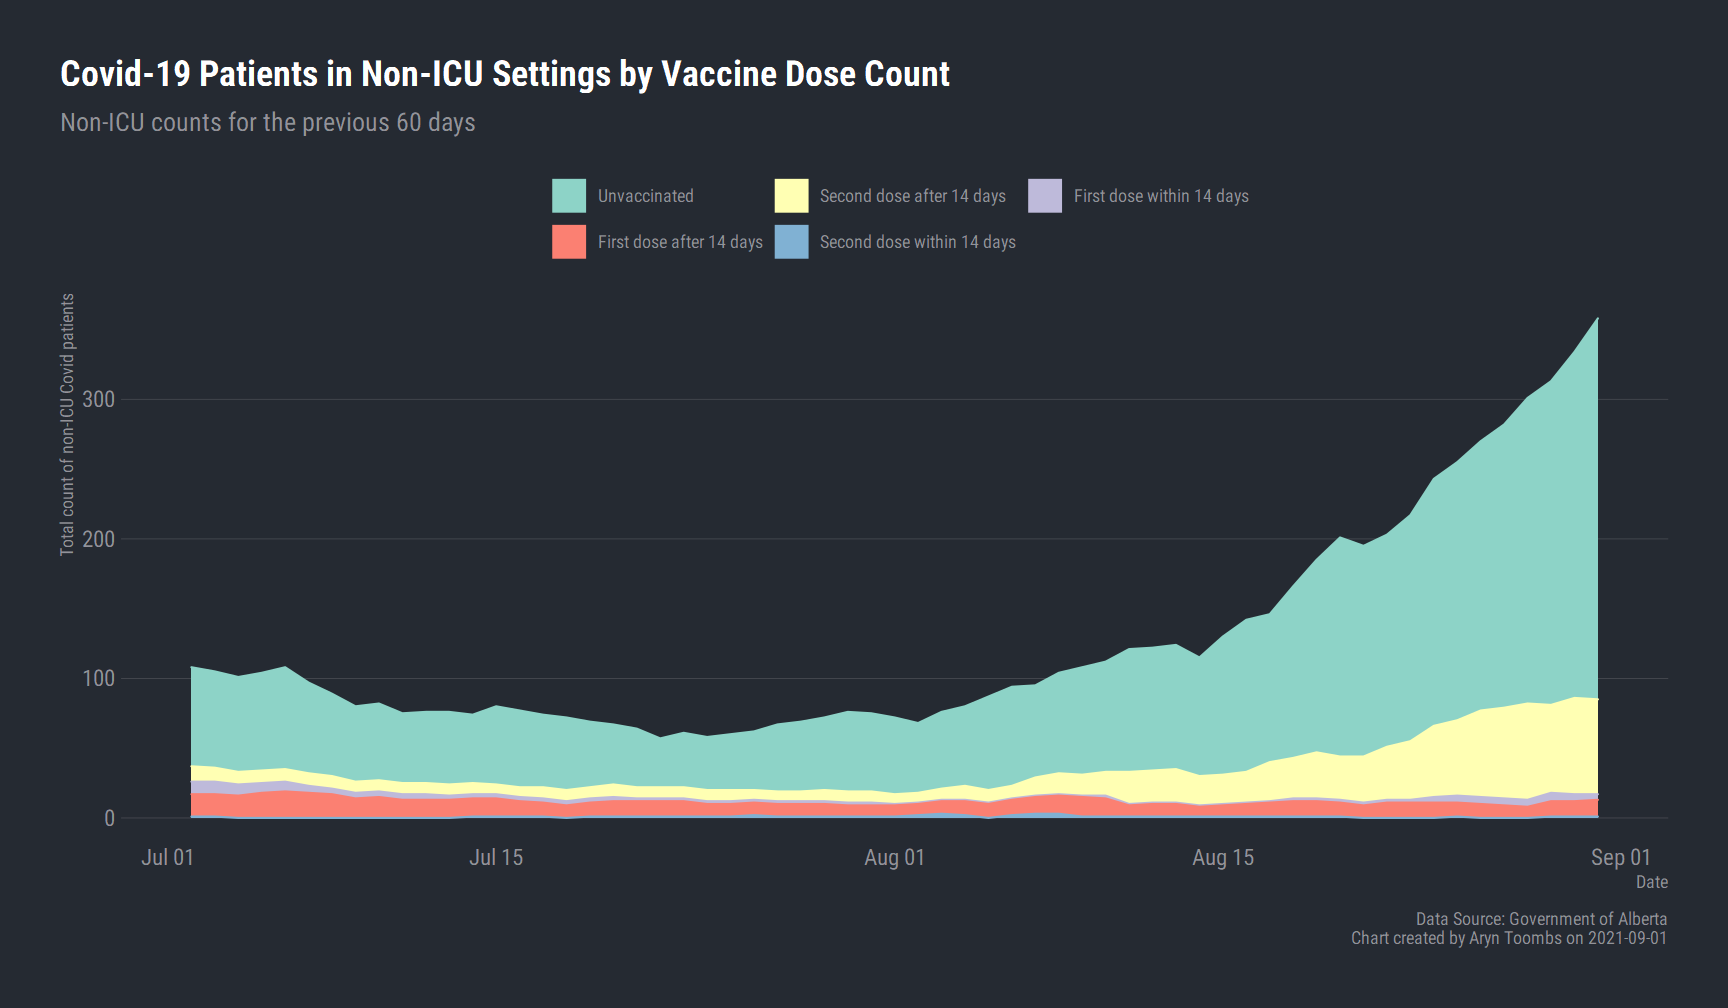 Covid-19 Patients in Non-ICU Settings by Vaccine Dose Count
Non-ICU counts for the previous 60 days
Unvaccinated
Second dose after 14 days
First dose within 14 days
First dose after 14 days
Second dose within 14 days
Total count of non-ICU Covid patients
300
200
100
0
Jul 01
Jul 15
Aug 01
Aug 15
Sep 01
Date
Data Source: Government of Alberta
Chart created by Aryn Toombs on 2021-09-01